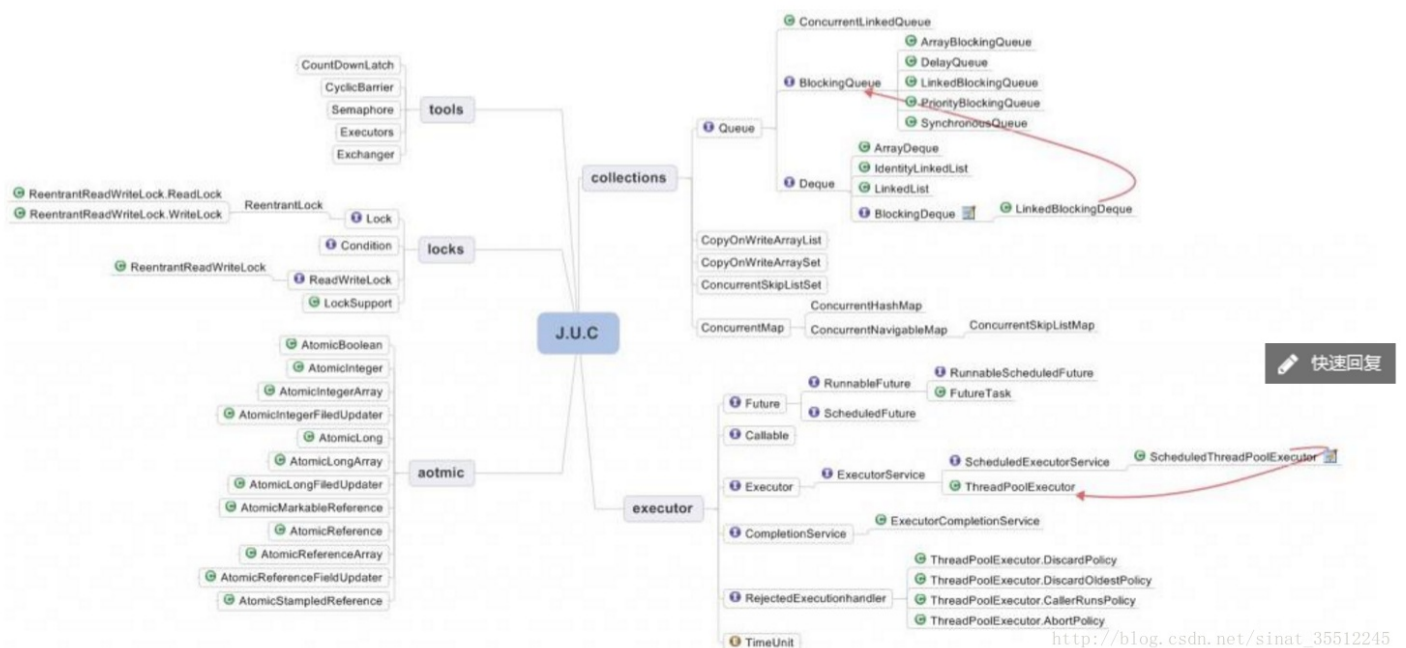 J.U.C
tools
CountDownLatch
CyclicBarrier
Semaphore
Executors
Exchanger
locks
Lock
ReentrantLock
ReentrantReadWriteLock.ReadLock
ReentrantReadWriteLock.WriteLock
Condition
ReadWriteLock
ReentrantReadWriteLock
LockSupport
aotmic
AtomicBoolean
AtomicInteger
AtomicIntegerArray
AtomicIntegerFiledUpdater
AtomicLong
AtomicLongArray
AtomicLongFiledUpdater
AtomicMarkableReference
AtomicReference
AtomicReferenceArray
AtomicReferenceFieldUpdater
AtomicStampledReference
collections
Queue
ConcurrentLinkedQueue
BlockingQueue
ArrayBlockingQueue
DelayQueue
LinkedBlockingQueue
PriorityBlockingQueue
SynchronousQueue
Deque
ArrayDeque
IdentityLinkedList
LinkedList
BlockingDeque
LinkedBlockingDeque
CopyOnWriteArrayList
CopyOnWriteArraySet
ConcurrentSkipListSet
ConcurrentMap
ConcurrentHashMap
ConcurrentNavigableMap
ConcurrentSkipListMap
executor
Future
RunnableFuture
RunnableScheduledFuture
FutureTask
ScheduledFuture
Callable
Executor
ExecutorService
ScheduledExecutorService
ScheduledThreadPoolExecutor
ThreadPoolExecutor
CompletionService
ExecutorCompletionService
RejectedExecutionhandler
ThreadPoolExecutor.DiscardPolicy
ThreadPoolExecutor.DiscardOldestPolicy
ThreadPoolExecutor.CallerRunsPolicy
ThreadPoolExecutor.AbortPolicy
TimeUnit
快速回复
http://blog.csdn.net/sinat_35512245